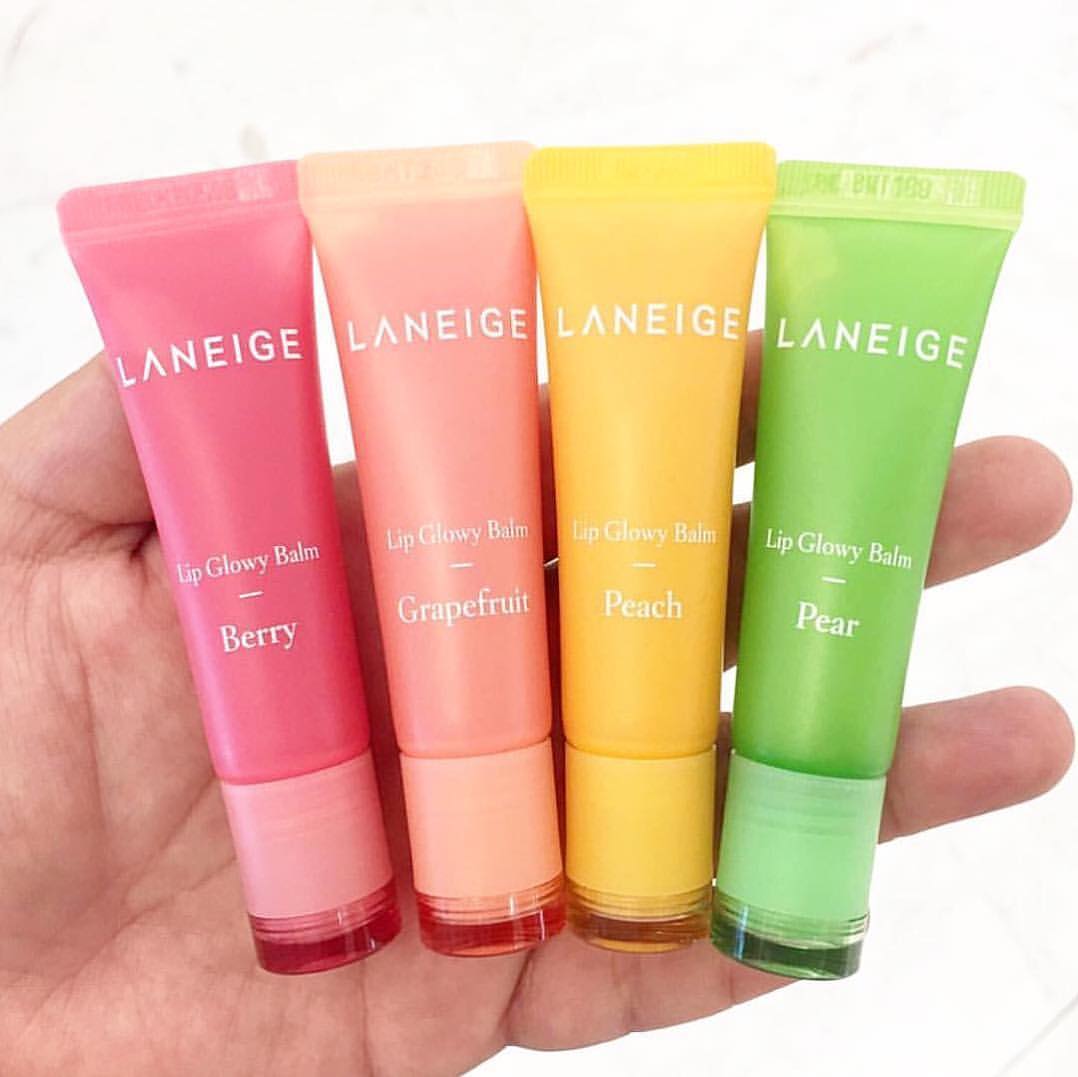 LANEIGE
Lip Glowy Balm
Berry
LANEIGE
Lip Glowy Balm
Grapefruit
LANEIGE
Lip Glowy Balm
Peach
LANEIGE
Lip Glowy Balm
Pear